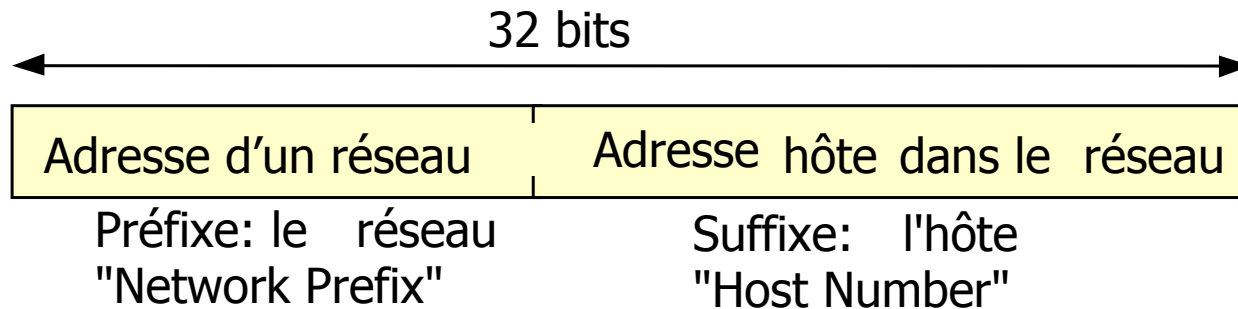 32 bits
Adresse d’un réseau Adresse hôte dans le réseau
Préfixe: le réseau Suffixe: l'hôte
"Network Prefix" "Host Number"